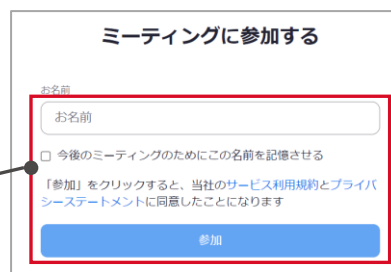 ミーティングに参加する
お名前
お名前
今後のミーティングのためにこの名前を記憶させる
「参加」をクリックすると、当社のサービス利用規約とプライバ
シーステートメントに同意したことになります
参加